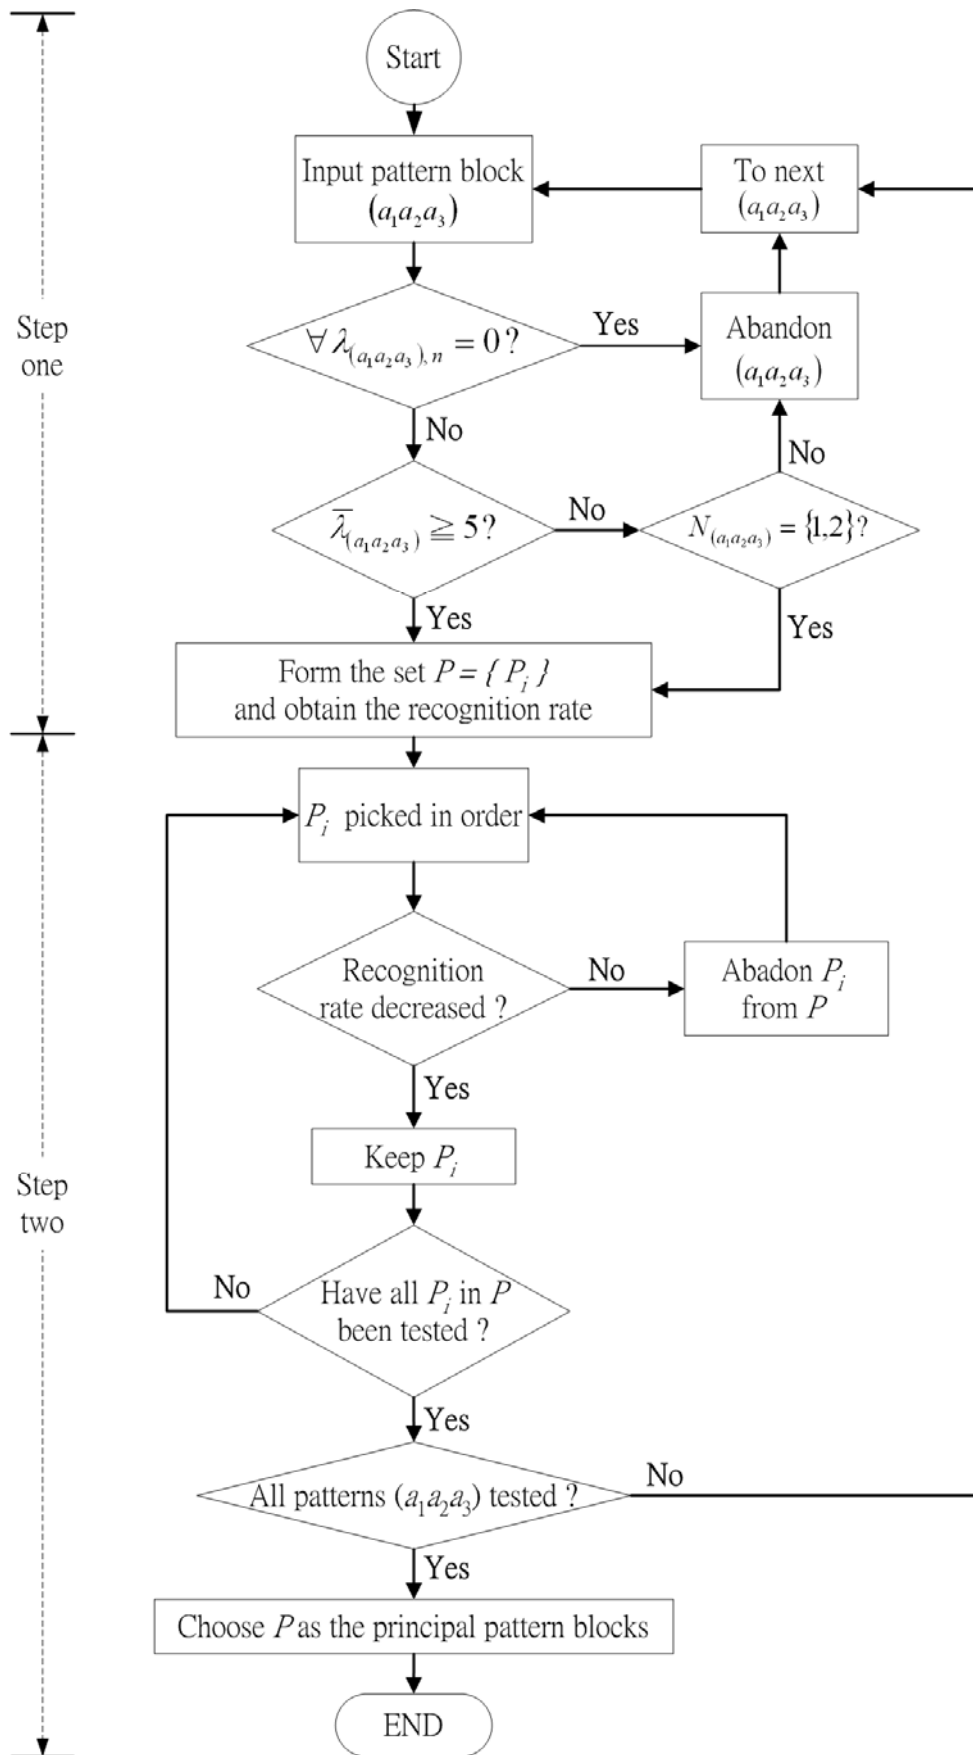 Start
Input pattern block
(a₁a₂a₃)
To next
(a₁a₂a₃)
Step
one
∀ λ₍ₐ₁ₐ₂ₐ₃₎, ₙ = 0 ?
Yes
Abandon
(a₁a₂a₃)
No
No
λ̅₍ₐ₁ₐ₂ₐ₃₎ ≧ 5 ?
No
N₍ₐ₁ₐ₂ₐ₃₎ = {1,2}?
Yes
Yes
Form the set P = { Pᵢ }
and obtain the recognition rate
Pᵢ picked in order
Recognition
rate decreased ?
No
Abadon Pᵢ
from P
Yes
Keep Pᵢ
Step
two
No
Have all Pᵢ in P
been tested ?
Yes
All patterns (a₁a₂a₃) tested ?
No
Yes
Choose P as the principal pattern blocks
END